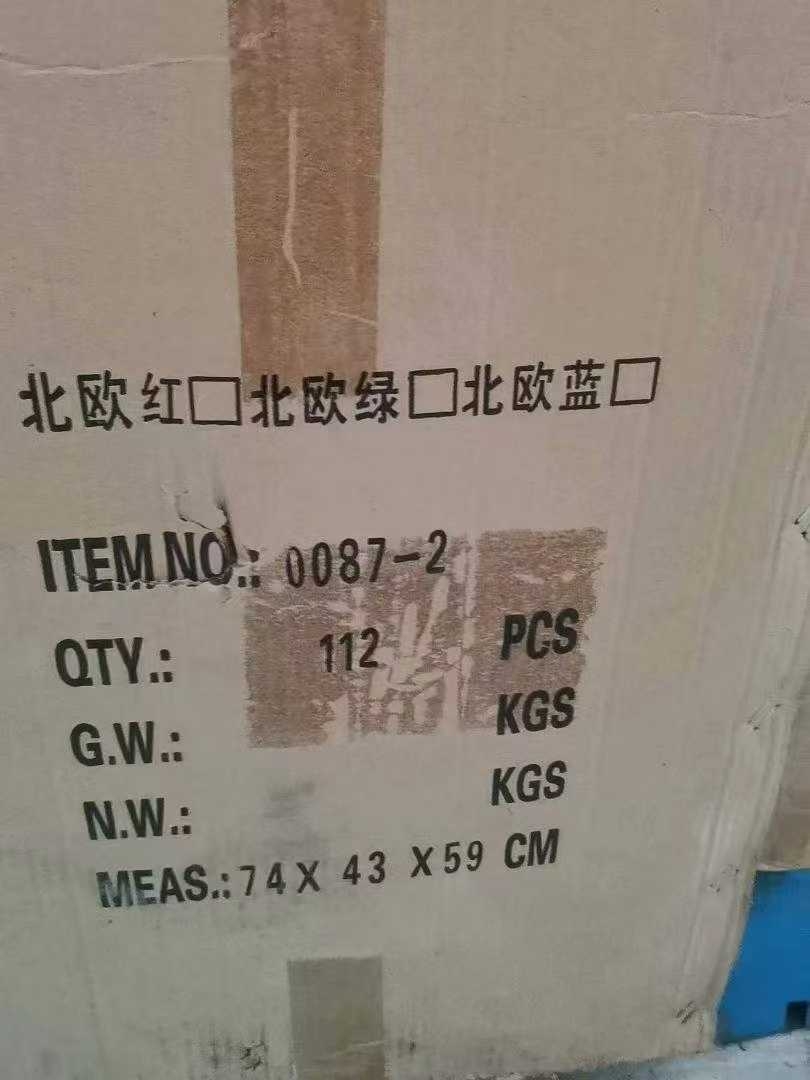 北欧红□北欧绿□北欧蓝□
ITEM NO.: 0087-2
QTY.: 112 PCS
G.W.: KGS
N.W.: KGS
MEAS.: 74 X 43 X 59 CM